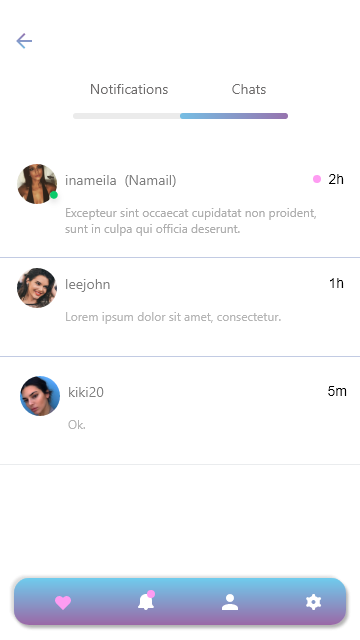 Notifications Chats
inameila (Namail) 2h
Excepteur sint occaecat cupidatat non proident,
sunt in culpa qui officia deserunt.
leejohn 1h
Lorem ipsum dolor sit amet, consectetur.
kiki20 5m
Ok.